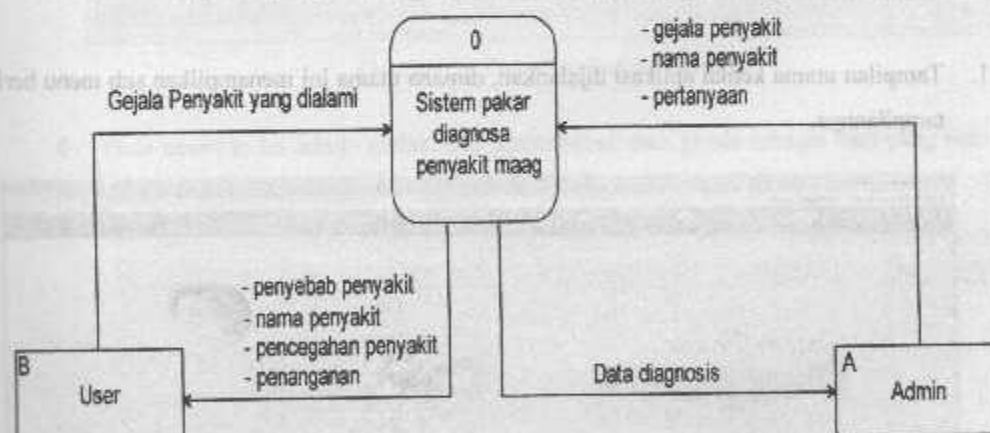 0
Sistem pakar
diagnosa
penyakit maag
Gejala Penyakit yang dialami
- gejala penyakit
- nama penyakit
- pertanyaan
- penyebab penyakit
- nama penyakit
- pencegahan penyakit
- penanganan
Data diagnosis
B
User
A
Admin